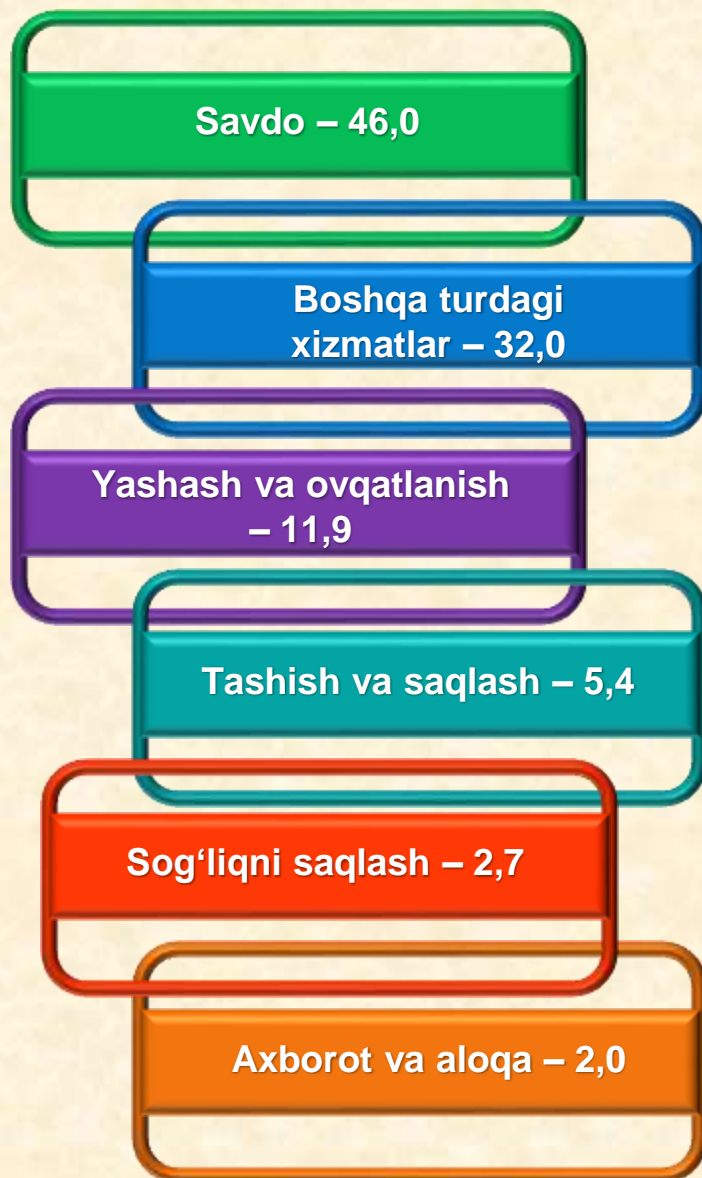 Savdo – 46,0
Boshqa turdagi
xizmatlar – 32,0
Yashash va ovqatlanish
– 11,9
Tashish va saqlash – 5,4
Sog‘liqni saqlash – 2,7
Axborot va aloqa – 2,0